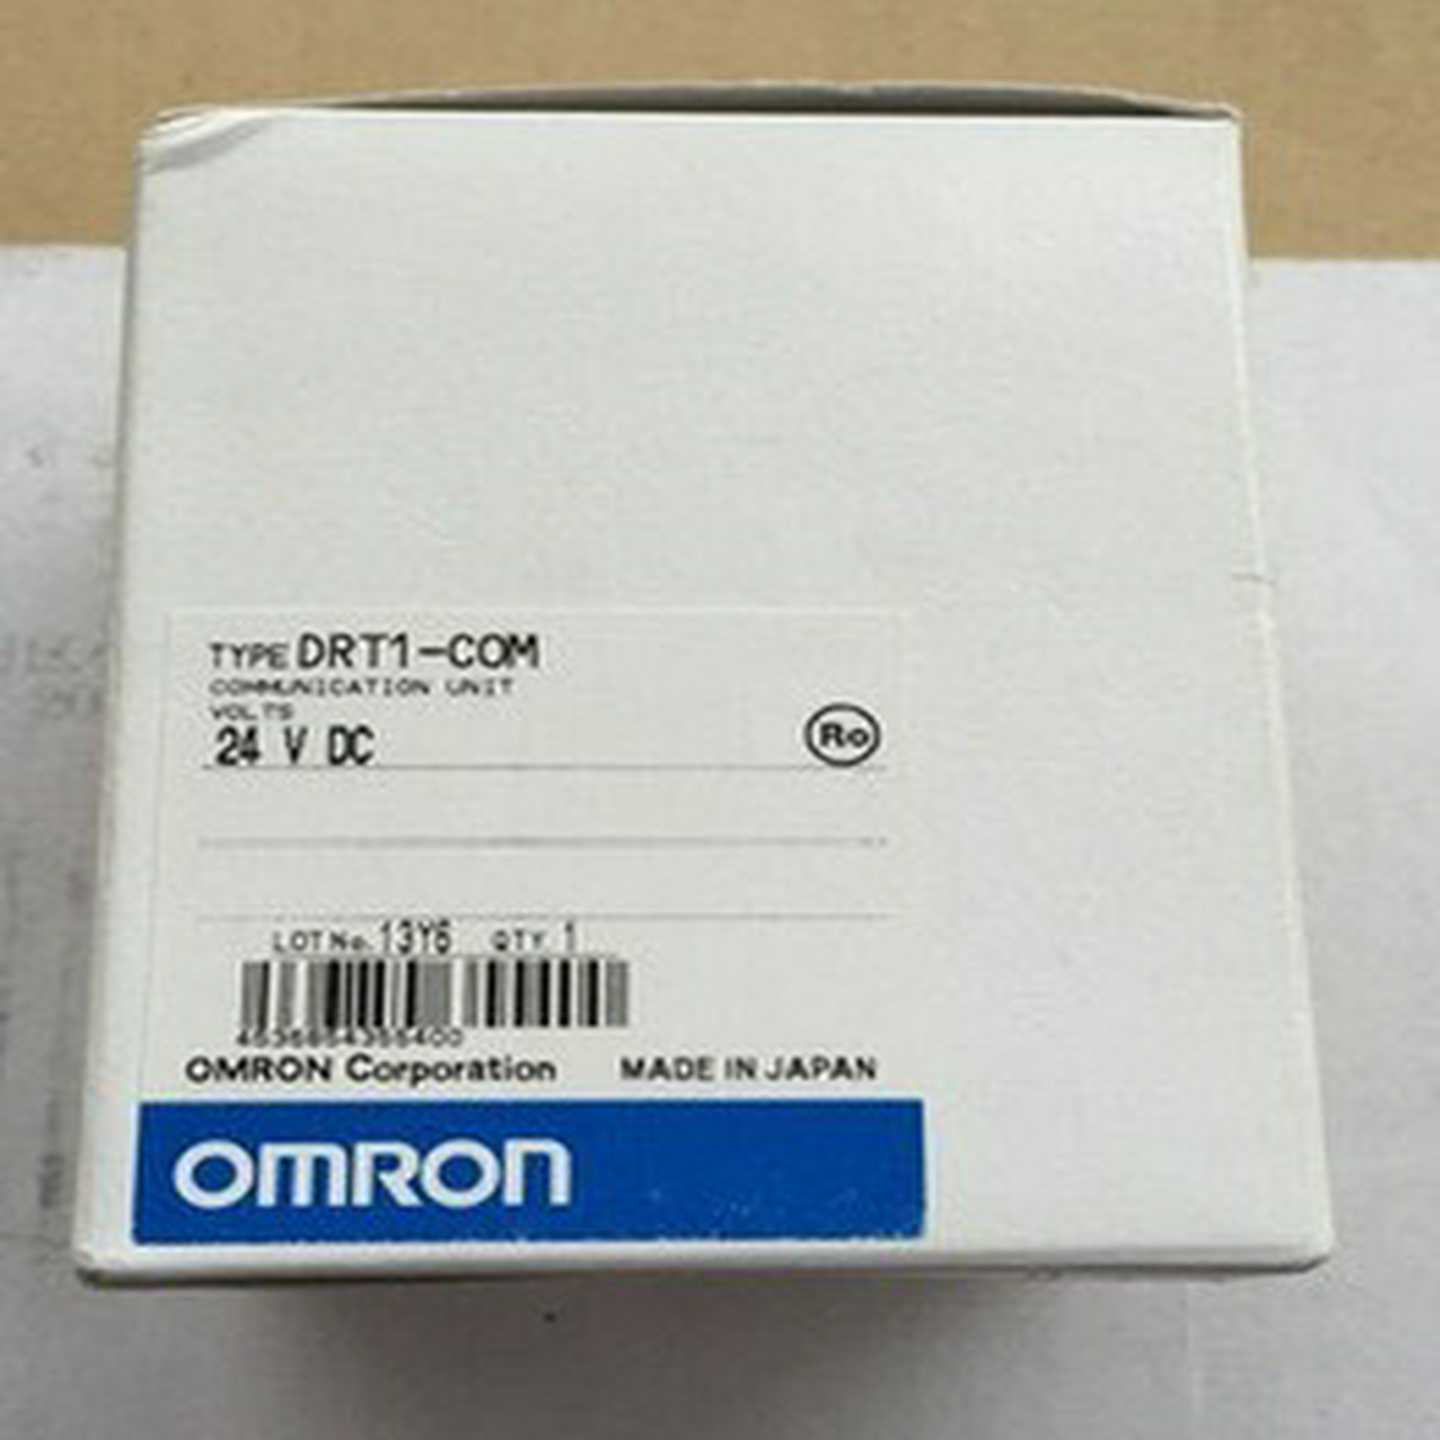 TYPE DRT1-COM
COMMUNICATION UNIT
VOLTS
24 V DC
Ro
LOT No. 13Y6 QTY 1
OMRON Corporation MADE IN JAPAN
OMRON